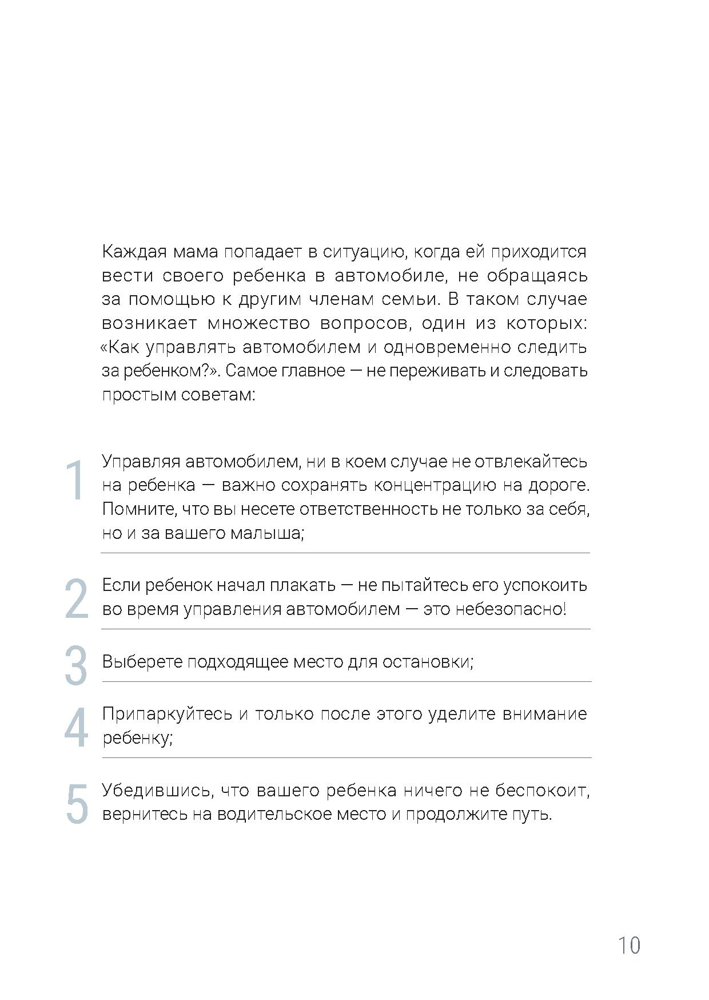 Каждая мама попадает в ситуацию, когда ей приходится
вести своего ребенка в автомобиле, не обращаясь
за помощью к другим членам семьи. В таком случае
возникает множество вопросов, один из которых:
«Как управлять автомобилем и одновременно следить
за ребенком?». Самое главное — не переживать и следовать
простым советам:
1 Управляя автомобилем, ни в коем случае не отвлекайтесь
на ребенка — важно сохранять концентрацию на дороге.
Помните, что вы несете ответственность не только за себя,
но и за вашего малыша;
2 Если ребенок начал плакать — не пытайтесь его успокоить
во время управления автомобилем — это небезопасно!
3 Выберете подходящее место для остановки;
4 Припаркуйтесь и только после этого уделите внимание
ребенку;
5 Убедившись, что вашего ребенка ничего не беспокоит,
вернитесь на водительское место и продолжите путь.
10